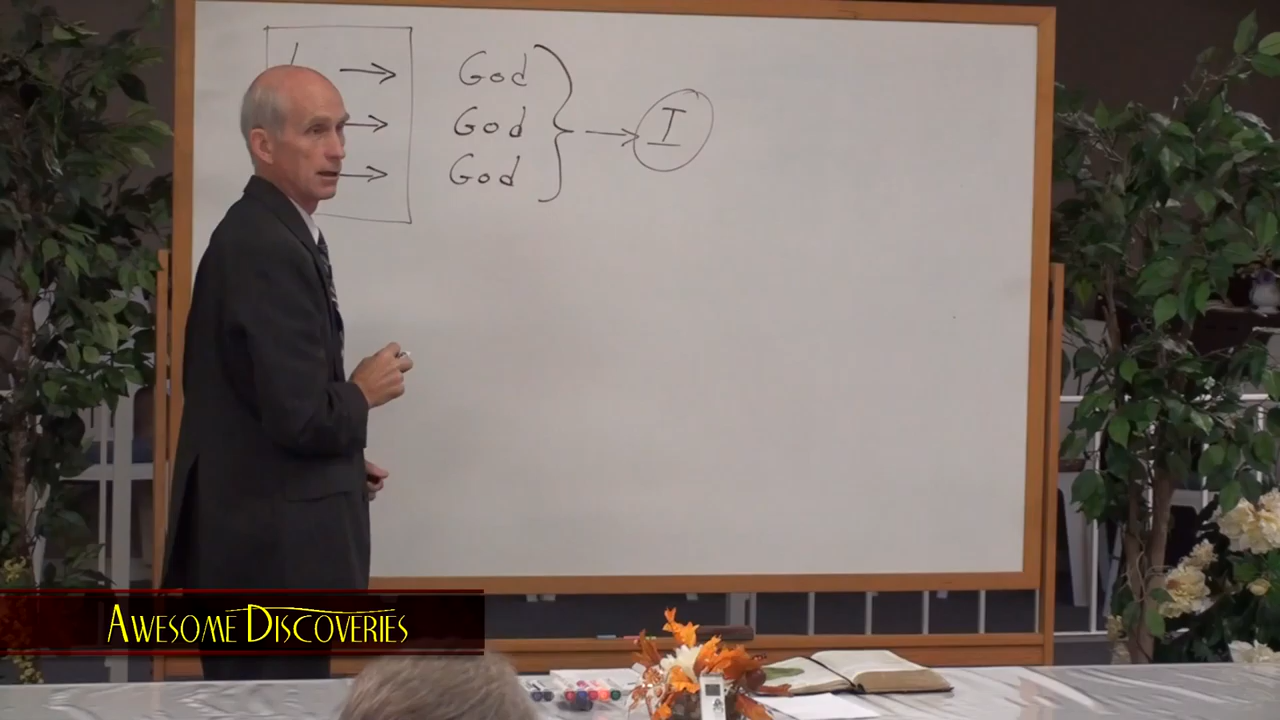 → God
→ God } → I
→ God
AWESOME DISCOVERIES